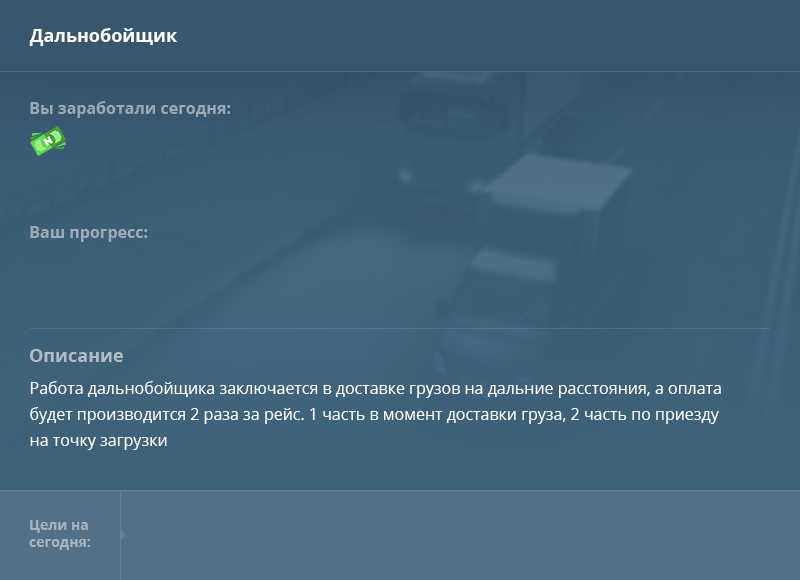 Дальнобойщик
Вы заработали сегодня:
N
Ваш прогресс:
Описание
Работа дальнобойщика заключается в доставке грузов на дальние расстояния, а оплата
будет производится 2 раза за рейс. 1 часть в момент доставки груза, 2 часть по приезду
на точку загрузки
Цели на
сегодня: